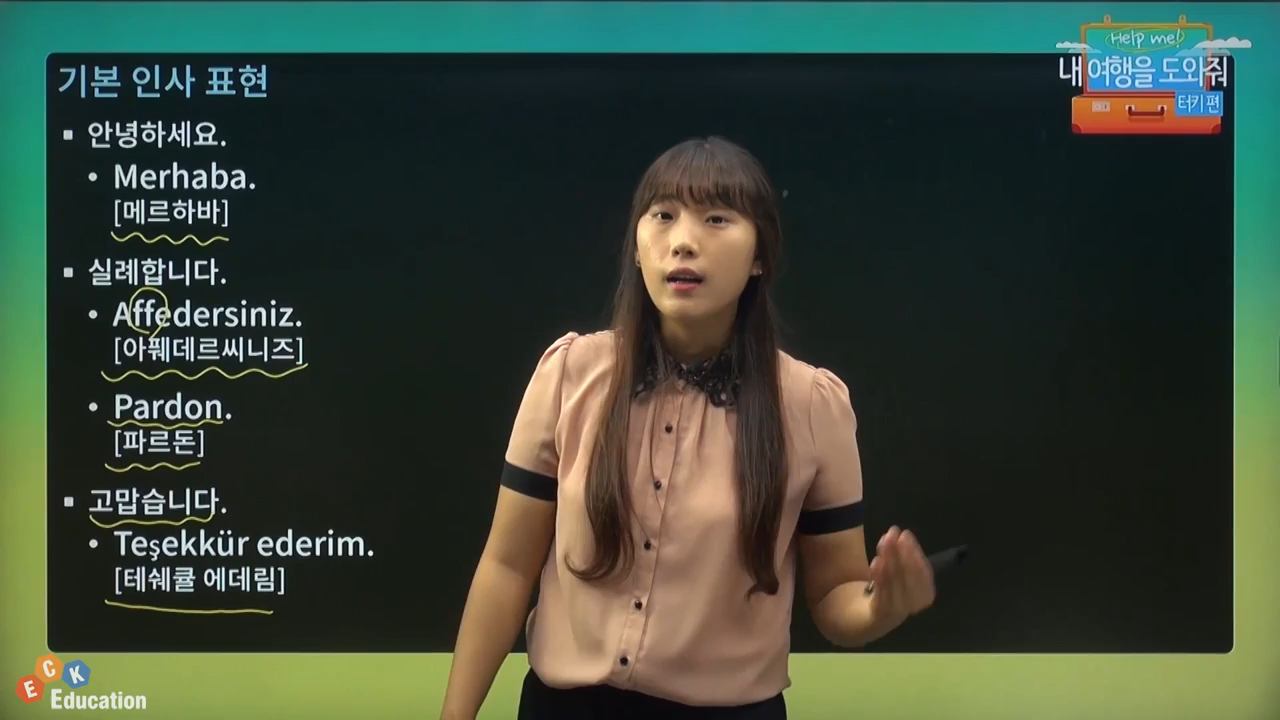 기본 인사 표현
안녕하세요.
Merhaba.
[메르하바]
실례합니다.
Affedersiniz.
[아풰데르씨니즈]
Pardon.
[파르돈]
고맙습니다.
Teşekkür ederim.
[테쉐큘 에데림]
Help me!
내 여행을 도와줘
터키 편
ECK
Education